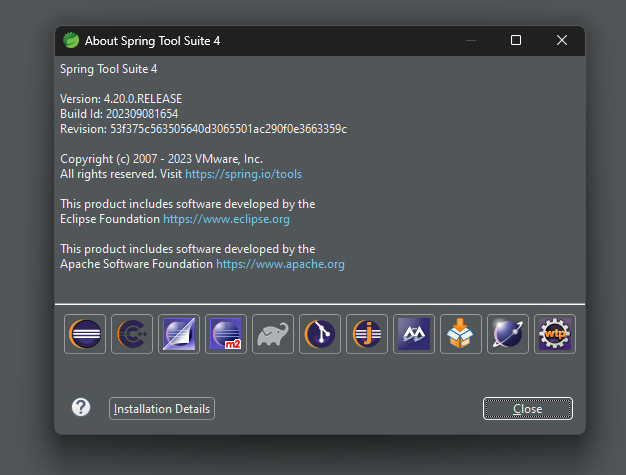 About Spring Tool Suite 4
Spring Tool Suite 4
Version: 4.20.0.RELEASE
Build Id: 202309081654
Revision: 53f375c563505640d3065501ac290f0e3663359c
Copyright (c) 2007 - 2023 VMware, Inc.
All rights reserved. Visit https://spring.io/tools
This product includes software developed by the
Eclipse Foundation https://www.eclipse.org
This product includes software developed by the
Apache Software Foundation https://www.apache.org
m2
j
wtp
?
Installation Details
Close